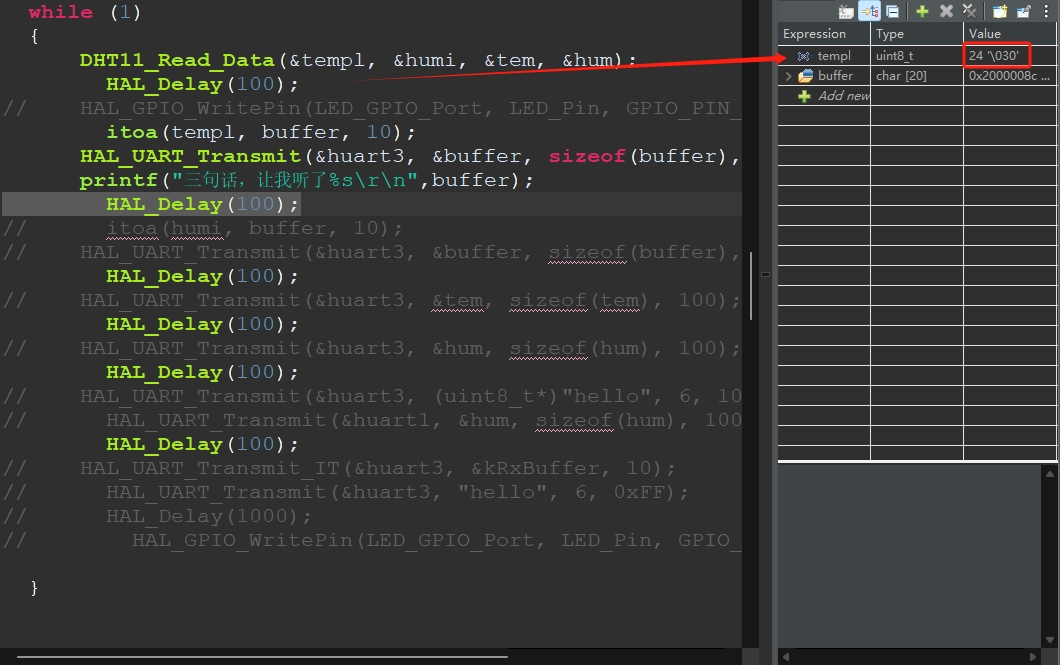 while (1)
{
DHT11_Read_Data(&templ, &humi, &tem, &hum);
HAL_Delay(100);
// HAL_GPIO_WritePin(LED_GPIO_Port, LED_Pin, GPIO_PIN_
itoa(templ, buffer, 10);
HAL_UART_Transmit(&huart3, &buffer, sizeof(buffer),
printf("三句话，让我听了%s\r\n",buffer);
HAL_Delay(100);
// itoa(humi, buffer, 10);
// HAL_UART_Transmit(&huart3, &buffer, sizeof(buffer),
HAL_Delay(100);
// HAL_UART_Transmit(&huart3, &tem, sizeof(tem), 100);
HAL_Delay(100);
// HAL_UART_Transmit(&huart3, &hum, sizeof(hum), 100);
HAL_Delay(100);
// HAL_UART_Transmit(&huart3, (uint8_t*)"hello", 6, 10
// HAL_UART_Transmit(&huart1, &hum, sizeof(hum), 100
HAL_Delay(100);
// HAL_UART_Transmit_IT(&huart3, &kRxBuffer, 10);
// HAL_UART_Transmit(&huart3, "hello", 6, 0xFF);
// HAL_Delay(1000);
// HAL_GPIO_WritePin(LED_GPIO_Port, LED_Pin, GPIO_
}
Expression Type Value
templ uint8_t 24 '\030'
buffer char [20] 0x2000008c ...
Add new